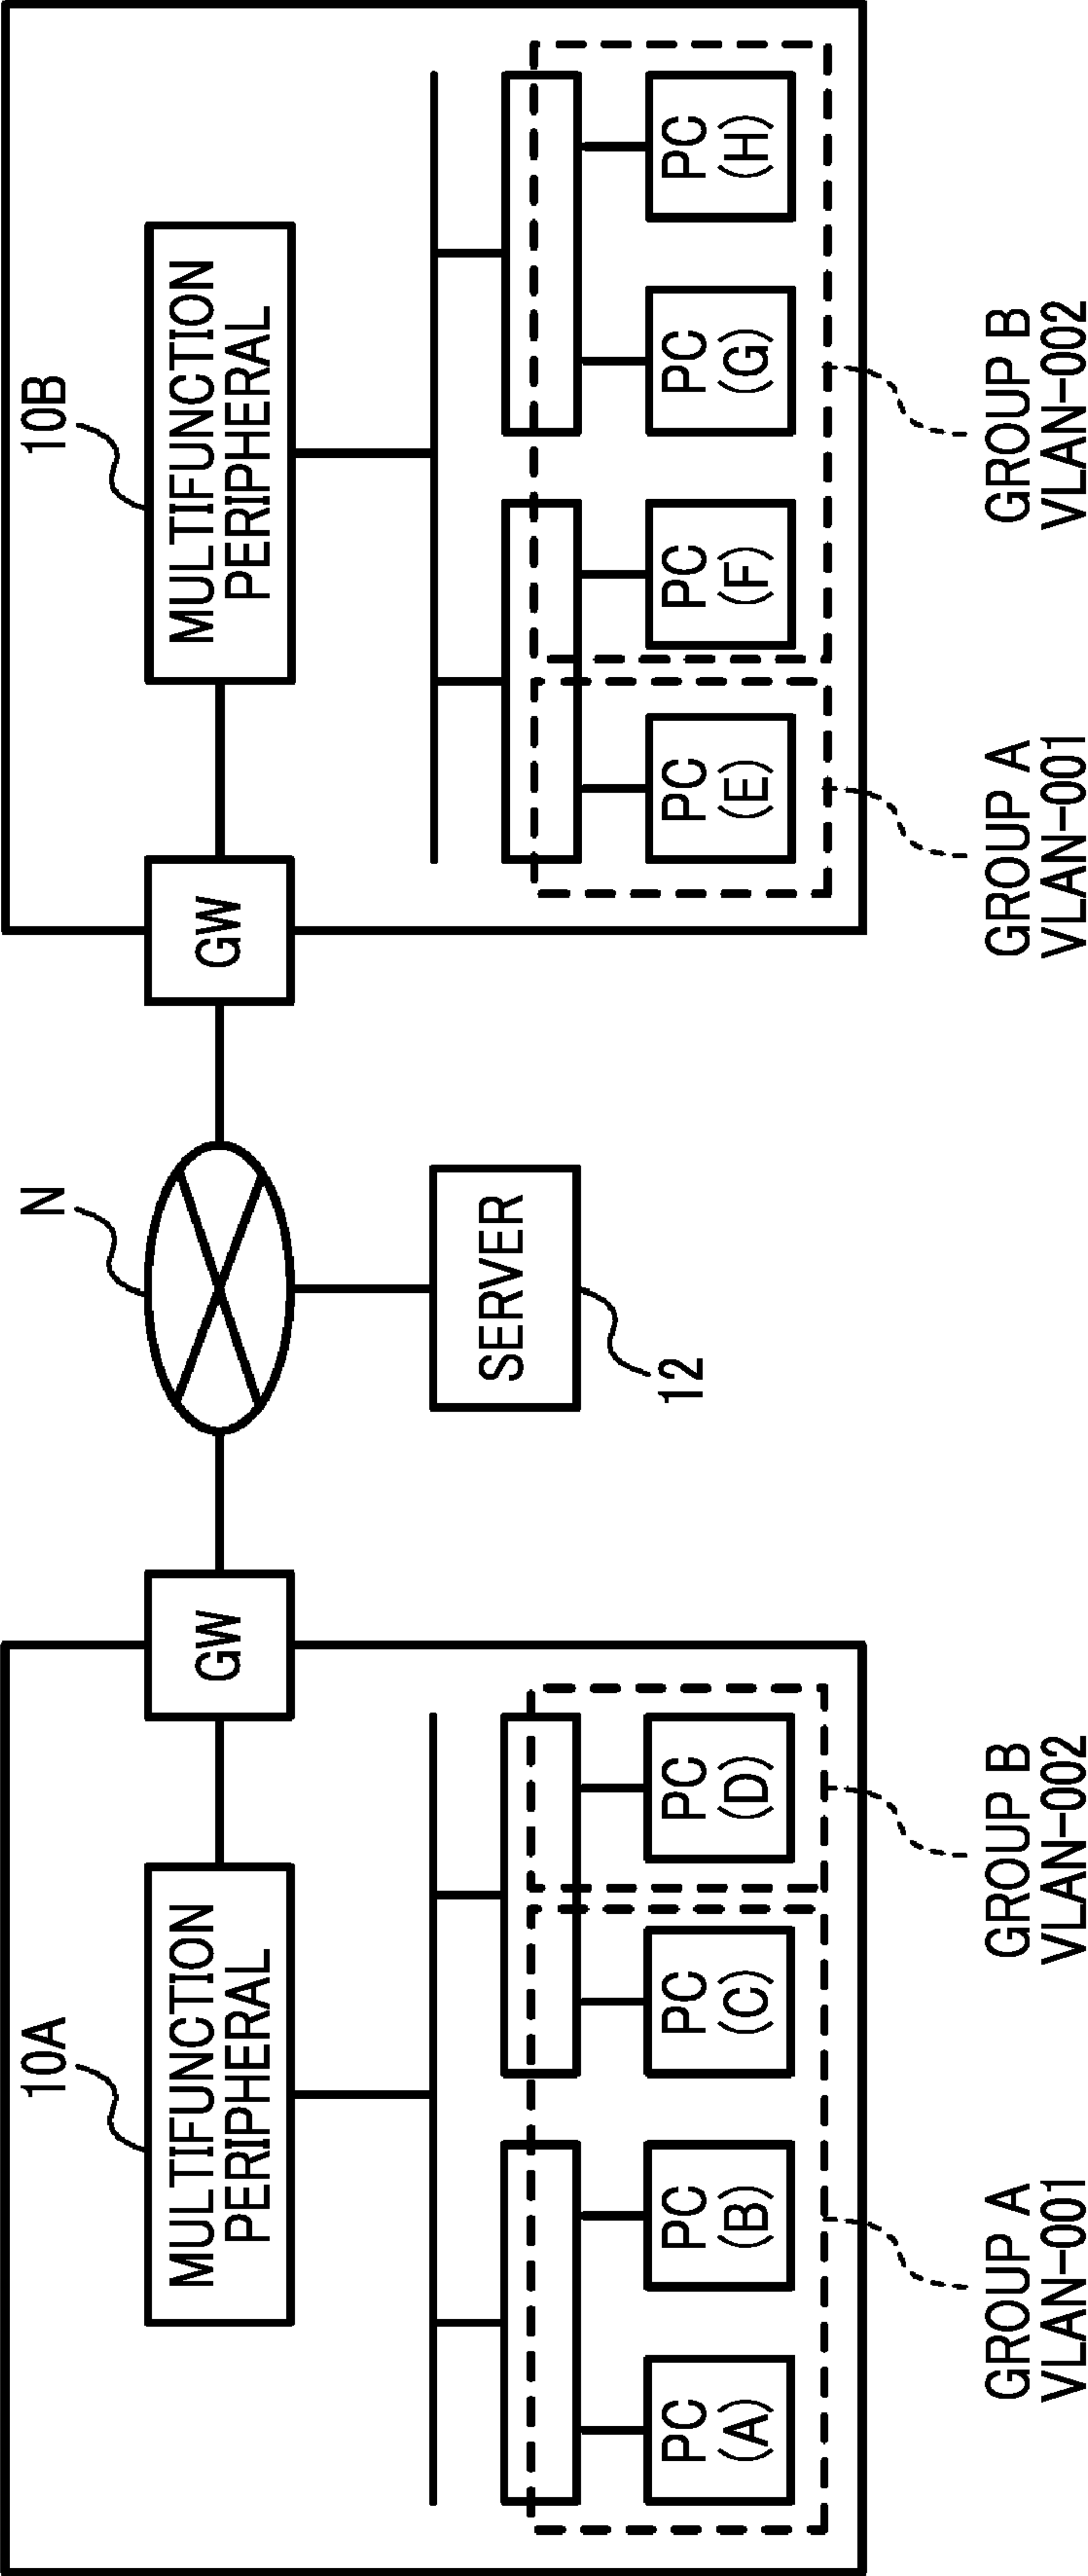 10A
MULTIFUNCTION
PERIPHERAL
GW
N
GW
10B
MULTIFUNCTION
PERIPHERAL
SERVER
12
PC
(A)
PC
(B)
PC
(C)
PC
(D)
PC
(E)
PC
(F)
PC
(G)
PC
(H)
GROUP A
VLAN-001
GROUP B
VLAN-002
GROUP A
VLAN-001
GROUP B
VLAN-002